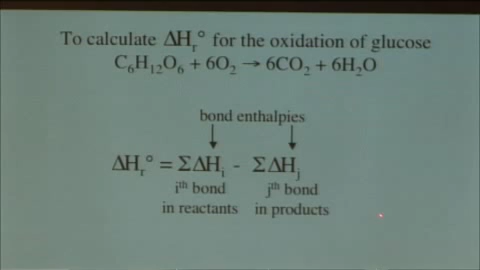 To calculate ΔHr° for the oxidation of glucose
C6H12O6 + 6O2 → 6CO2 + 6H2O
bond enthalpies
ΔHr° = ΣΔHi - ΣΔHj
ith bond jth bond
in reactants in products